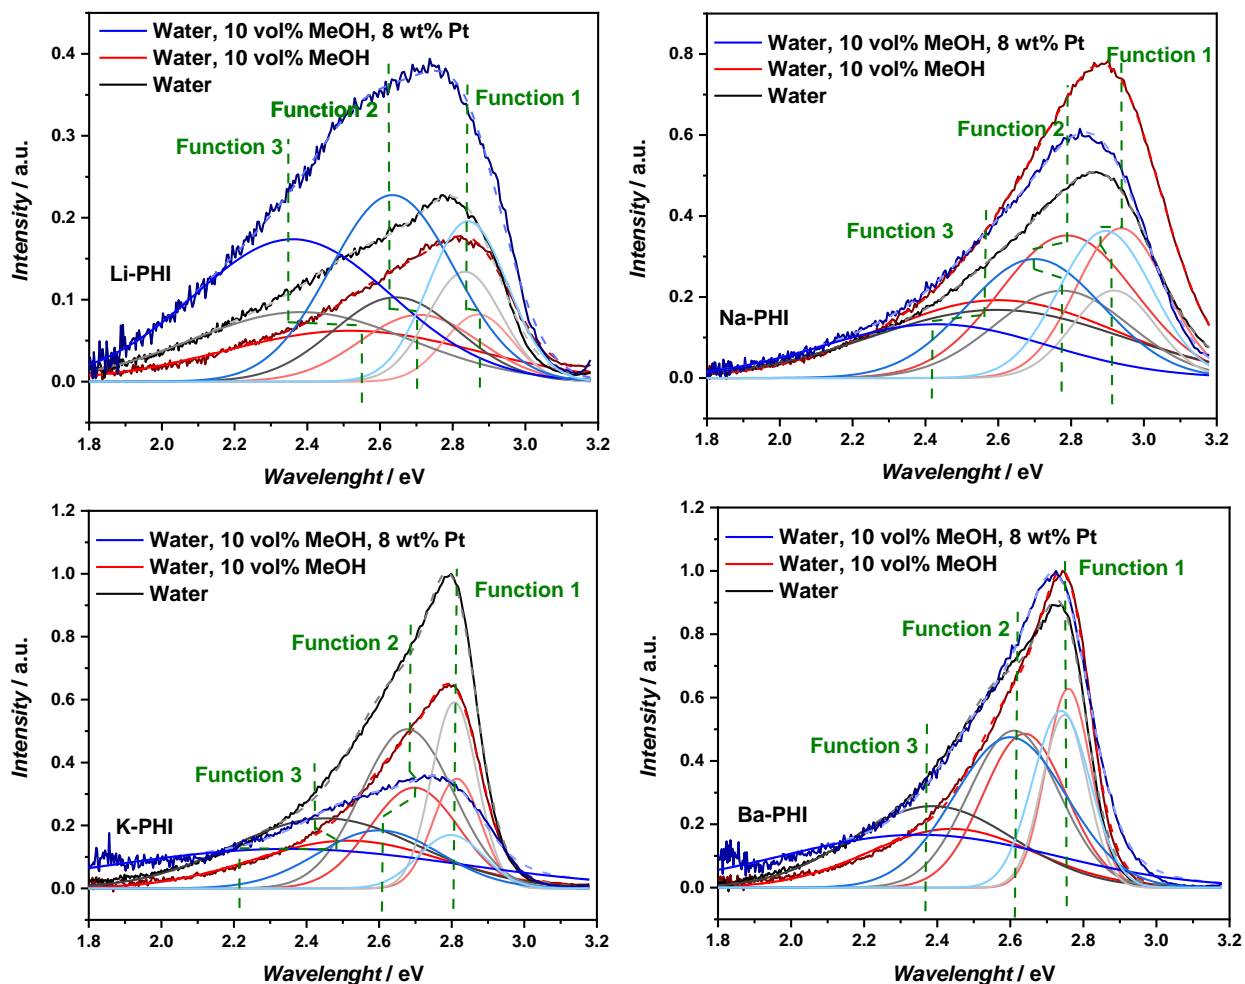 Water, 10 vol% MeOH, 8 wt% Pt
Water, 10 vol% MeOH
Water
Function 1
Function 2
Function 3
Li-PHI
Intensity / a.u.
0.4
0.3
0.2
0.1
0.0
1.8 2.0 2.2 2.4 2.6 2.8 3.0 3.2
Wavelenght / eV
Water, 10 vol% MeOH, 8 wt% Pt
Water, 10 vol% MeOH
Water
Function 1
Function 2
Function 3
Na-PHI
Intensity / a.u.
0.8
0.6
0.4
0.2
0.0
1.8 2.0 2.2 2.4 2.6 2.8 3.0 3.2
Wavelenght / eV
Water, 10 vol% MeOH, 8 wt% Pt
Water, 10 vol% MeOH
Water
Function 1
Function 2
Function 3
K-PHI
Intensity / a.u.
1.2
1.0
0.8
0.6
0.4
0.2
0.0
1.8 2.0 2.2 2.4 2.6 2.8 3.0 3.2
Wavelenght / eV
Water, 10 vol% MeOH, 8 wt% Pt
Water, 10 vol% MeOH
Water
Function 1
Function 2
Function 3
Ba-PHI
Intensity / a.u.
1.2
1.0
0.8
0.6
0.4
0.2
0.0
1.8 2.0 2.2 2.4 2.6 2.8 3.0 3.2
Wavelenght / eV